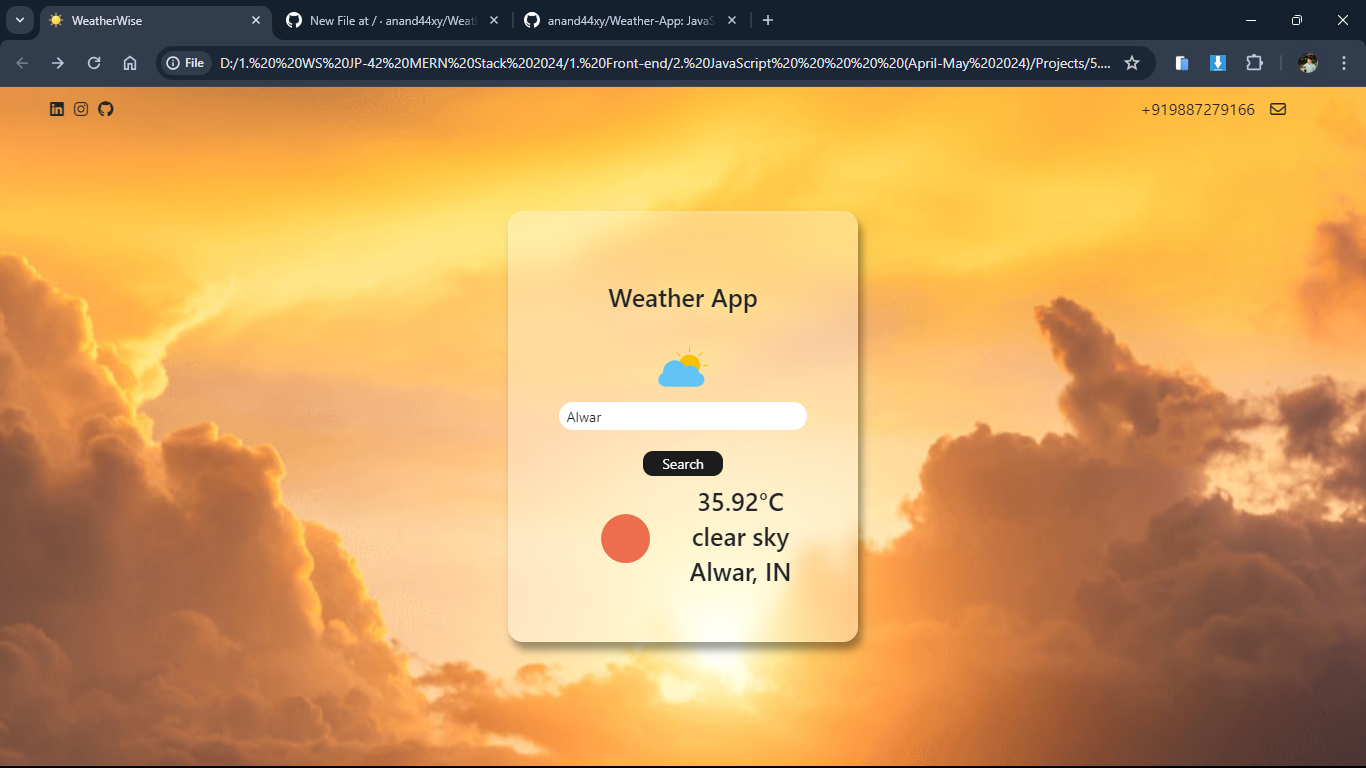 WeatherWise
New File at / · anand44xy/Weat
anand44xy/Weather-App: JavaS
File
D:/1.%20%20WS%20JP-42%20MERN%20Stack%202024/1.%20Front-end/2.%20JavaScript%20%20%20%20%20(April-May%202024)/Projects/5....
+919887279166
Weather App
Alwar
Search
35.92°C
clear sky
Alwar, IN